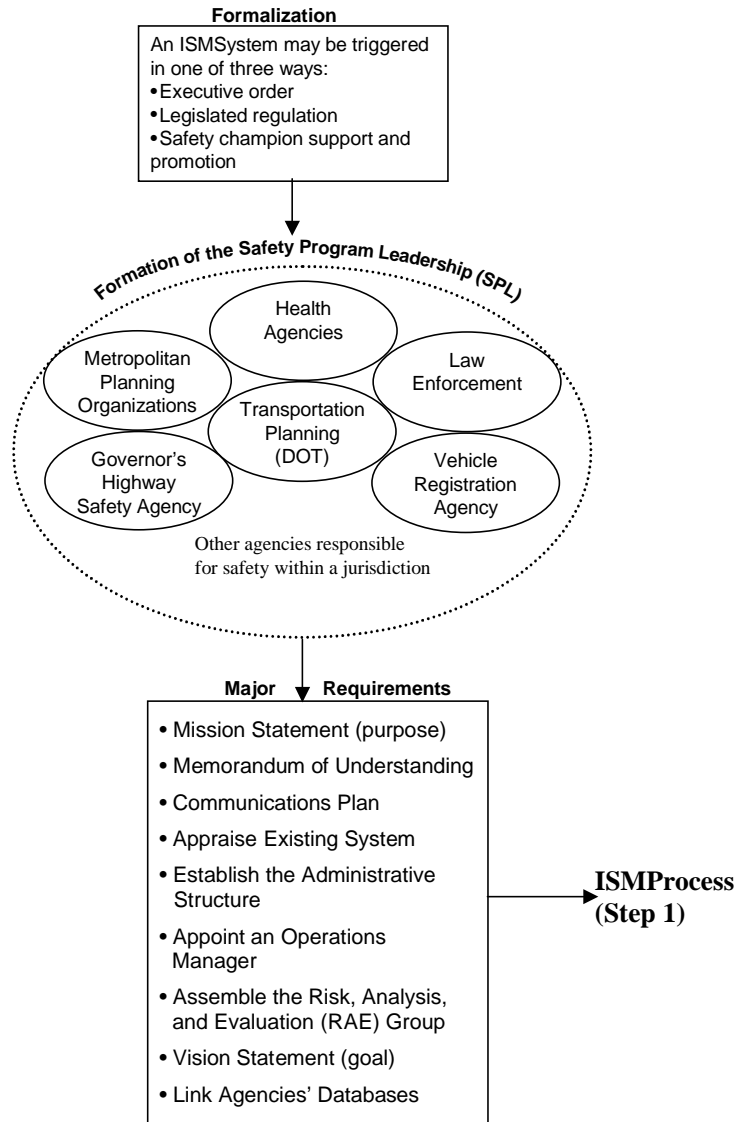 Formalization
An ISMSystem may be triggered
in one of three ways:
•Executive order
•Legislated regulation
•Safety champion support and
promotion
Formation of the Safety Program Leadership (SPL)
Health
Agencies
Metropolitan
Planning
Organizations
Law
Enforcement
Transportation
Planning
(DOT)
Governor's
Highway
Safety Agency
Vehicle
Registration
Agency
Other agencies responsible
for safety within a jurisdiction
Major Requirements
• Mission Statement (purpose)
• Memorandum of Understanding
• Communications Plan
• Appraise Existing System
• Establish the Administrative
Structure
• Appoint an Operations
Manager
• Assemble the Risk, Analysis,
and Evaluation (RAE) Group
• Vision Statement (goal)
• Link Agencies' Databases
ISMProcess
(Step 1)